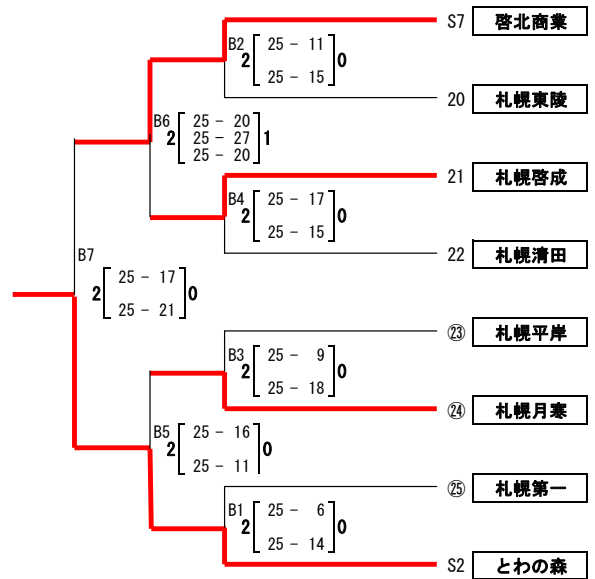 S7 啓北商業
B2 2 25 - 11 0
25 - 15
20 札幌東陵
B6 2 25 - 20 1
25 - 27
25 - 20
21 札幌啓成
B4 2 25 - 17 0
25 - 15
22 札幌清田
B7 2 25 - 17 0
25 - 21
㉓ 札幌平岸
B3 2 25 - 9 0
25 - 18
㉔ 札幌月寒
B5 2 25 - 16 0
25 - 11
㉕ 札幌第一
B1 2 25 - 6 0
25 - 14
S2 とわの森